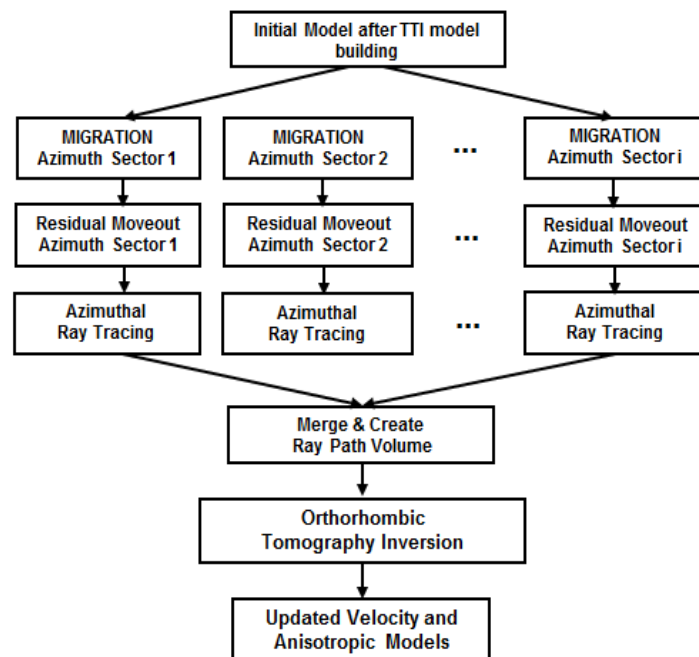 Initial Model after TTI model
building
MIGRATION
Azimuth Sector 1
MIGRATION
Azimuth Sector 2
...
MIGRATION
Azimuth Sector i
Residual Moveout
Azimuth Sector 1
Residual Moveout
Azimuth Sector 2
...
Residual Moveout
Azimuth Sector i
Azimuthal
Ray Tracing
Azimuthal
Ray Tracing
...
Azimuthal
Ray Tracing
Merge & Create
Ray Path Volume
Orthorhombic
Tomography Inversion
Updated Velocity and
Anisotropic Models